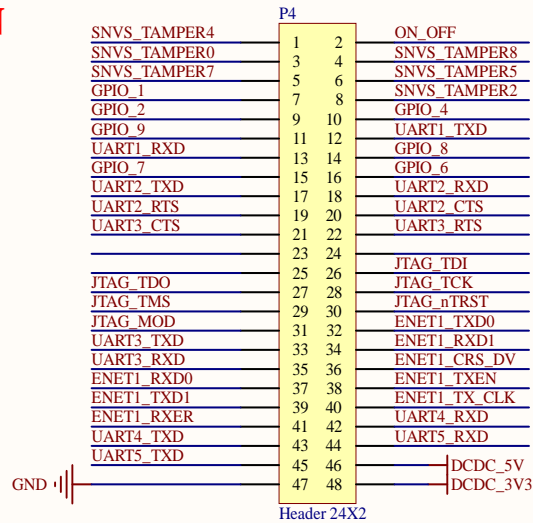 P4
SNVS_TAMPER4 1 2 ON_OFF
SNVS_TAMPER0 3 4 SNVS_TAMPER8
SNVS_TAMPER7 5 6 SNVS_TAMPER5
GPIO_1 7 8 SNVS_TAMPER2
GPIO_2 9 10 GPIO_4
GPIO_9 11 12 UART1_TXD
UART1_RXD 13 14 GPIO_8
GPIO_7 15 16 GPIO_6
UART2_TXD 17 18 UART2_RXD
UART2_RTS 19 20 UART2_CTS
UART3_CTS 21 22 UART3_RTS
23 24
25 26 JTAG_TDI
JTAG_TDO 27 28 JTAG_TCK
JTAG_TMS 29 30 JTAG_nTRST
JTAG_MOD 31 32 ENET1_TXD0
UART3_TXD 33 34 ENET1_RXD1
UART3_RXD 35 36 ENET1_CRS_DV
ENET1_RXD0 37 38 ENET1_TXEN
ENET1_TXD1 39 40 ENET1_TX_CLK
ENET1_RXER 41 42 UART4_RXD
UART4_TXD 43 44 UART5_RXD
UART5_TXD 45 46 DCDC_5V
GND 47 48 DCDC_3V3
Header 24X2